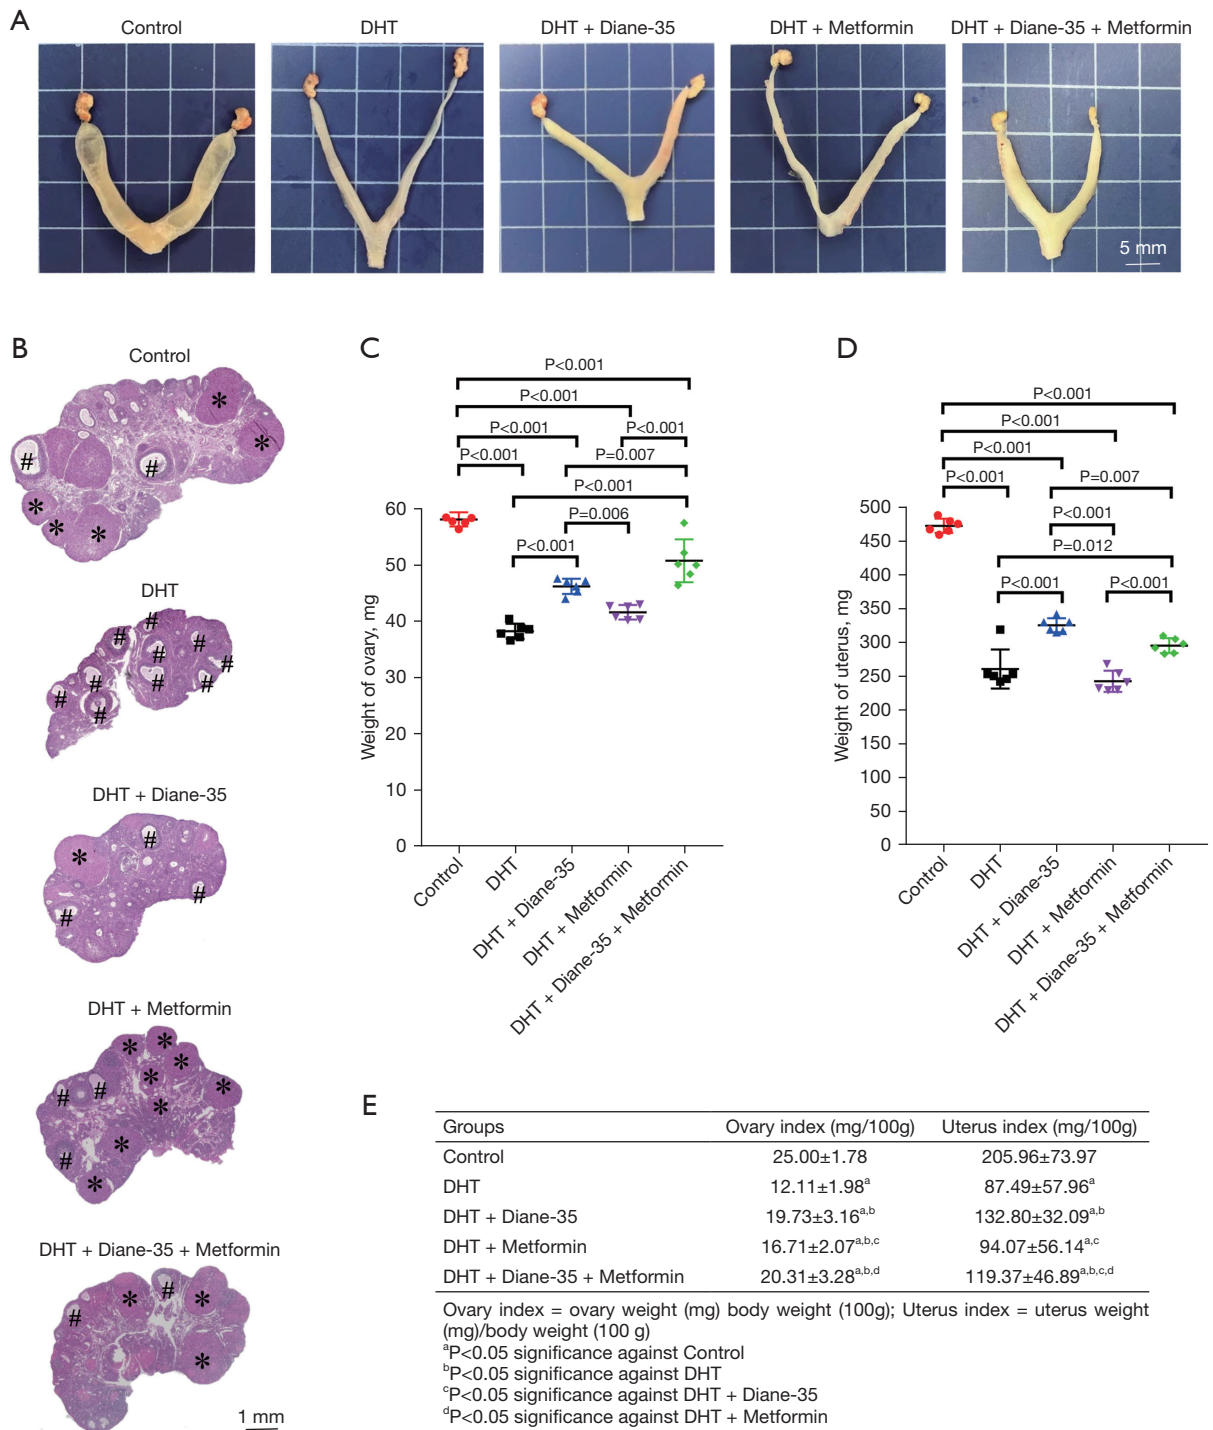 A
Control
DHT
DHT + Diane-35
DHT + Metformin
DHT + Diane-35 + Metformin
5 mm
B
Control
* * # # * * *
DHT
# # # # # # # # # #
DHT + Diane-35
* # # #
DHT + Metformin
* * * * * * * * # # #
DHT + Diane-35 + Metformin
# # * * *
1 mm
C
P<0.001
P<0.001
P<0.001
P<0.001
P<0.001
P=0.007
P<0.001
P=0.006
P<0.001
Weight of ovary, mg
60
50
40
30
20
10
0
Control
DHT
DHT + Diane-35
DHT + Metformin
DHT + Diane-35 + Metformin
D
P<0.001
P<0.001
P<0.001
P<0.001
P=0.007
P<0.001
P=0.012
P<0.001
P<0.001
Weight of uterus, mg
500
450
400
350
300
250
200
150
100
50
0
Control
DHT
DHT + Diane-35
DHT + Metformin
DHT + Diane-35 + Metformin
E
Groups Ovary index (mg/100g) Uterus index (mg/100g)
Control 25.00±1.78 205.96±73.97
DHT 12.11±1.98a 87.49±57.96a
DHT + Diane-35 19.73±3.16a,b 132.80±32.09a,b
DHT + Metformin 16.71±2.07a,b,c 94.07±56.14a,c
DHT + Diane-35 + Metformin 20.31±3.28a,b,d 119.37±46.89a,b,c,d
Ovary index = ovary weight (mg) body weight (100g); Uterus index = uterus weight
(mg)/body weight (100 g)
aP<0.05 significance against Control
bP<0.05 significance against DHT
cP<0.05 significance against DHT + Diane-35
dP<0.05 significance against DHT + Metformin